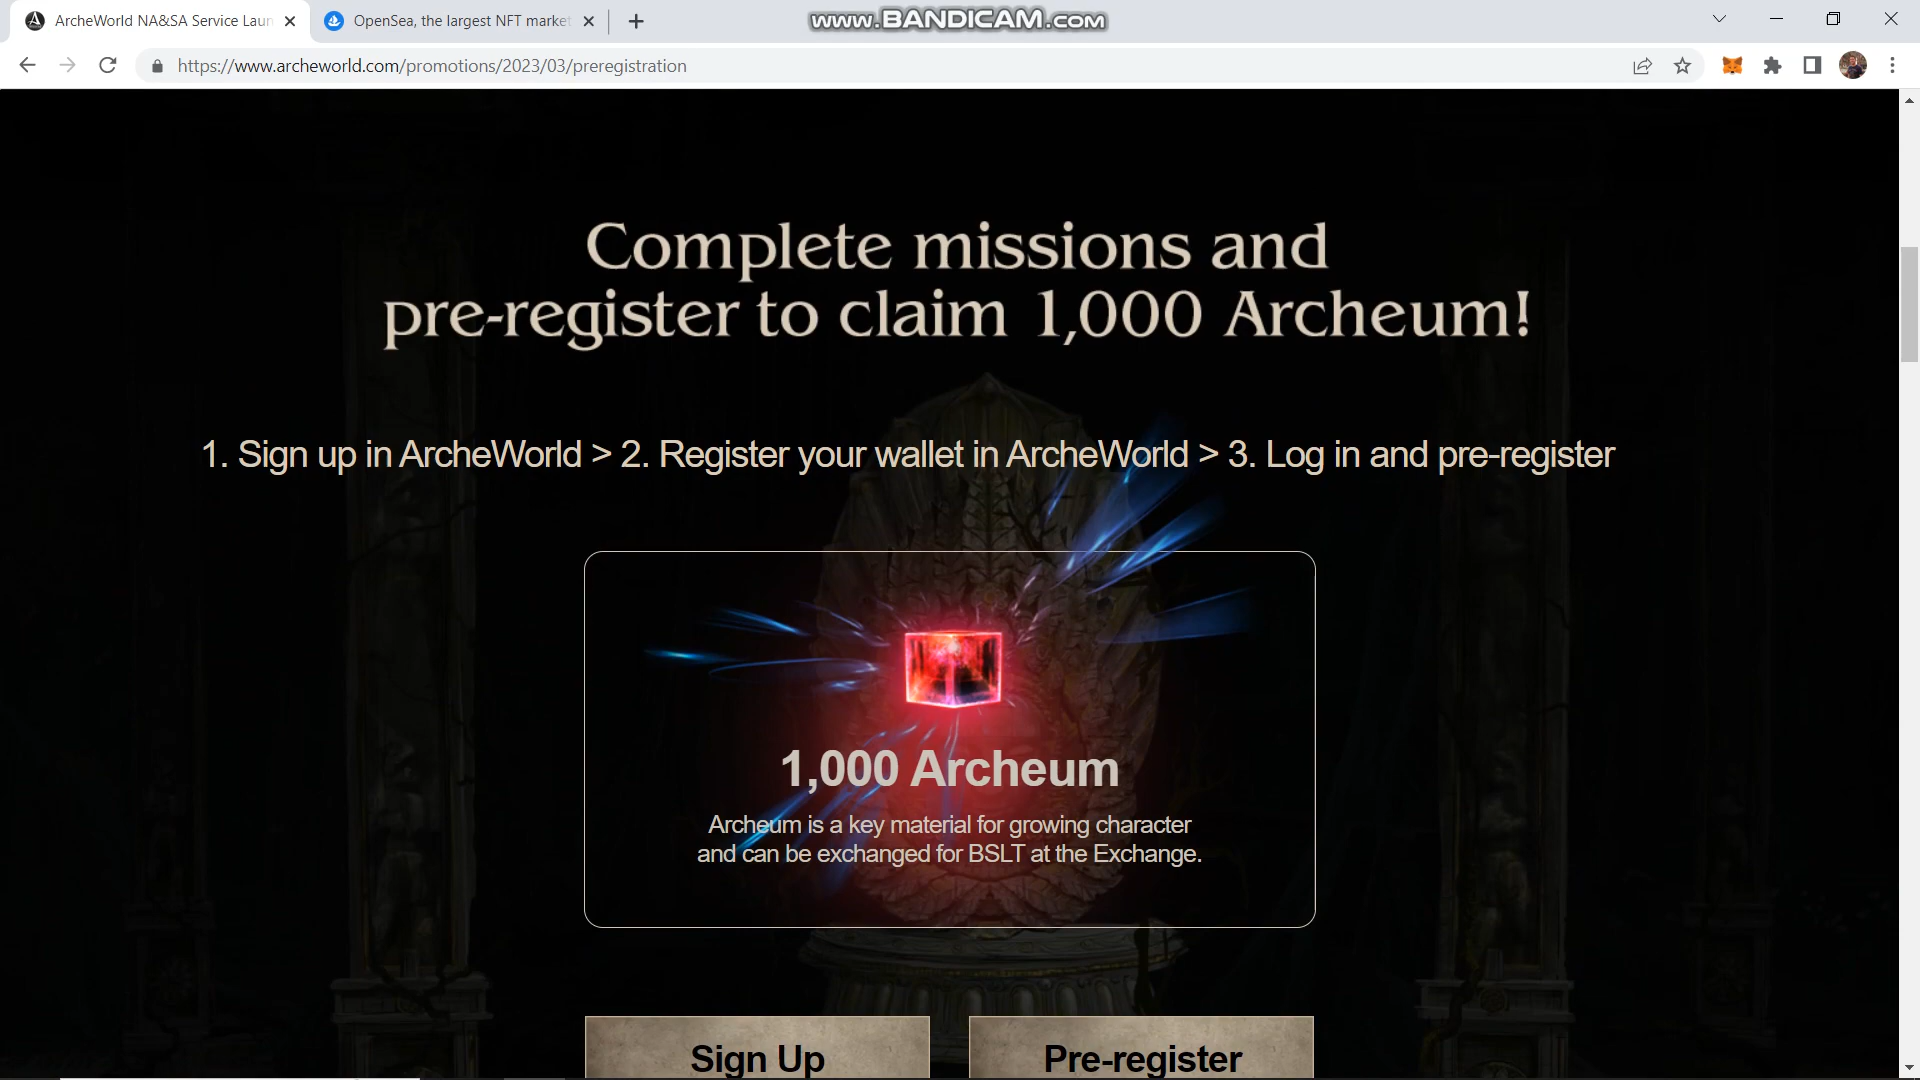 ArcheWorld NA&SA Service Laun
OpenSea, the largest NFT market
www.BANDICAM.com
https://www.archeworld.com/promotions/2023/03/preregistration
Complete missions and
pre-register to claim 1,000 Archeum!
1. Sign up in ArcheWorld > 2. Register your wallet in ArcheWorld > 3. Log in and pre-register
1,000 Archeum
Archeum is a key material for growing character
and can be exchanged for BSLT at the Exchange.
Sign Up
Pre-register